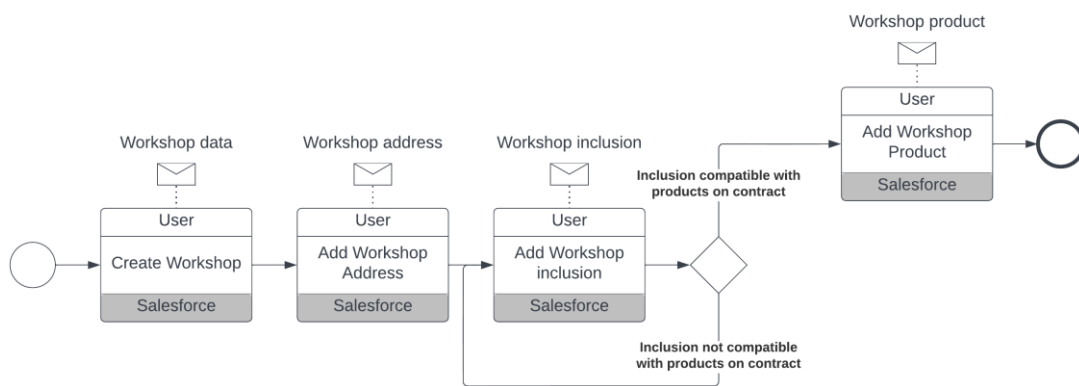 Workshop product
User
Add Workshop
Product
Salesforce
Workshop data
User
Create Workshop
Salesforce
Workshop address
User
Add Workshop
Address
Salesforce
Workshop inclusion
User
Add Workshop
inclusion
Salesforce
Inclusion compatible with
products on contract
Inclusion not compatible
with products on contract